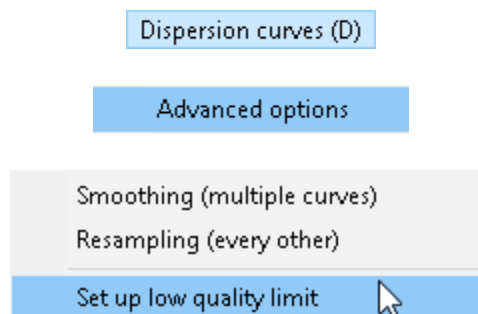 Dispersion curves (D)
Advanced options
Smoothing (multiple curves)
Resampling (every other)
Set up low quality limit